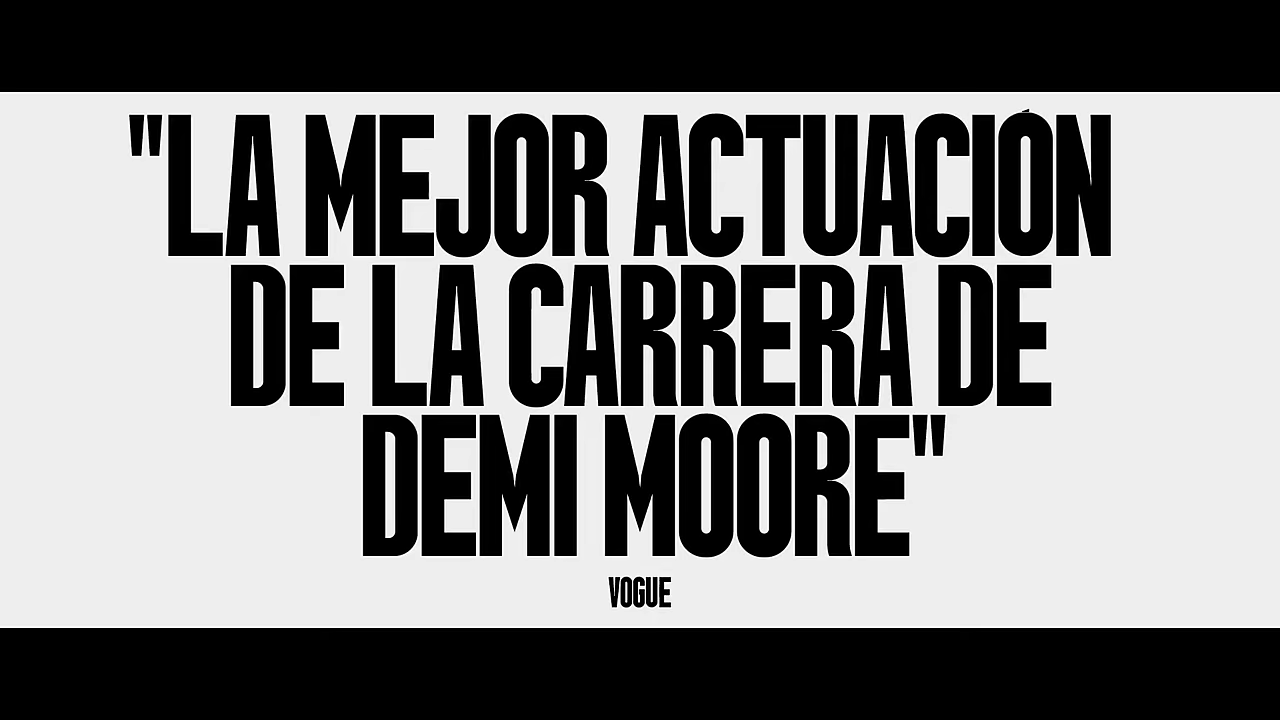 "LA MEJOR ACTUACIÓN
DE LA CARRERA DE
DEMI MOORE"
VOGUE